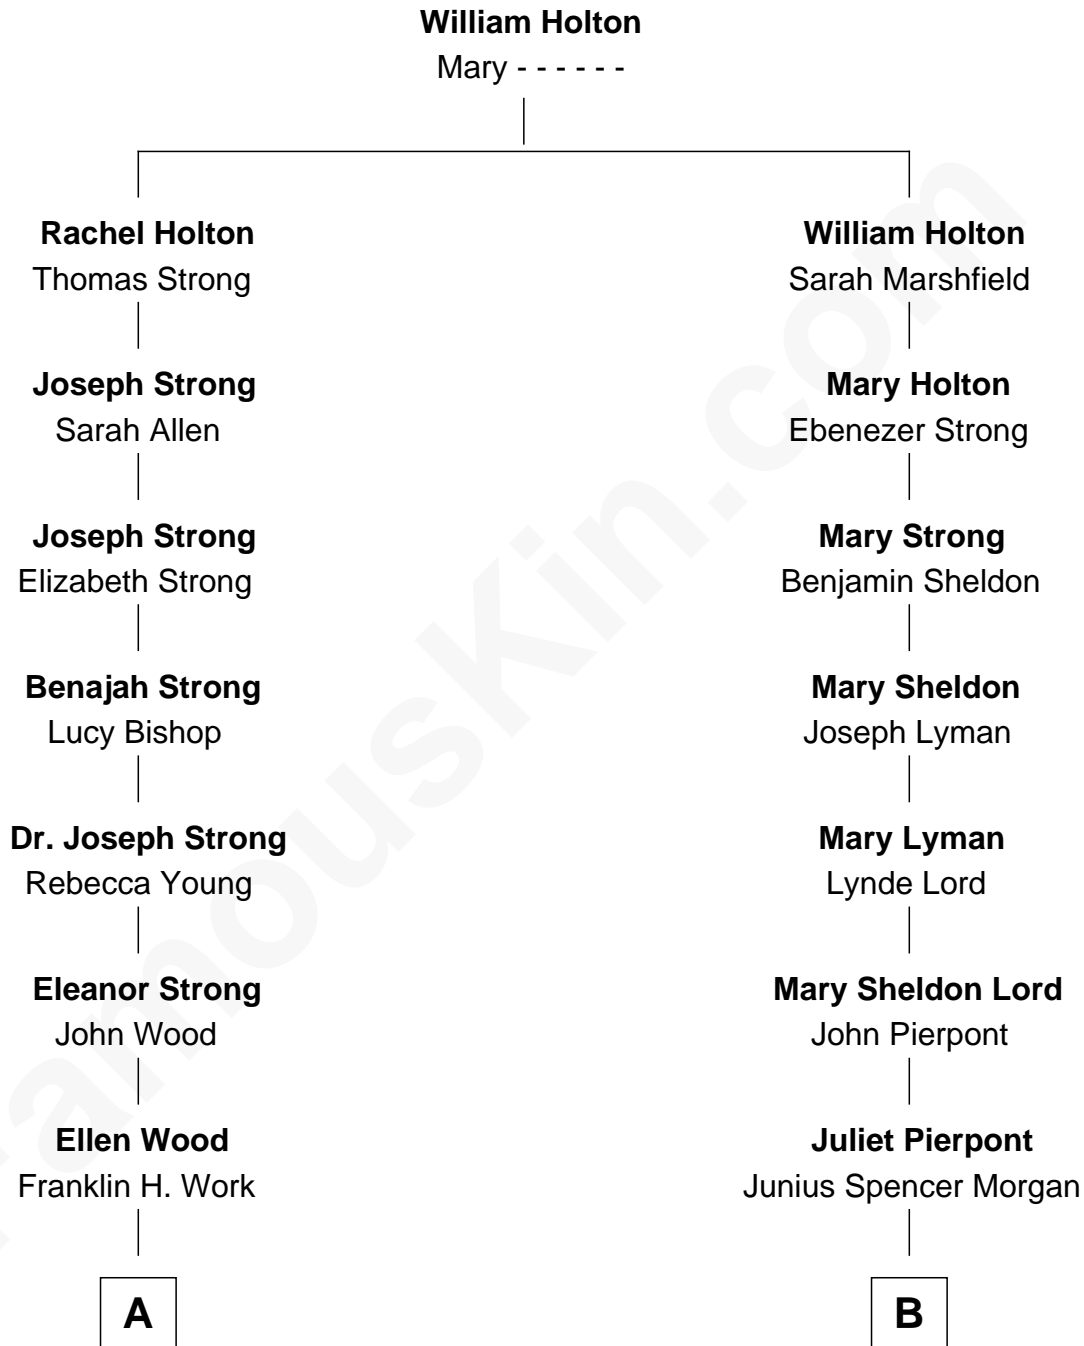 William Holton
Mary - - - - - -
Rachel Holton
Thomas Strong
William Holton
Sarah Marshfield
Joseph Strong
Sarah Allen
Mary Holton
Ebenezer Strong
Joseph Strong
Elizabeth Strong
Mary Strong
Benjamin Sheldon
Benajah Strong
Lucy Bishop
Mary Sheldon
Joseph Lyman
Dr. Joseph Strong
Rebecca Young
Mary Lyman
Lynde Lord
Eleanor Strong
John Wood
Mary Sheldon Lord
John Pierpont
Ellen Wood
Franklin H. Work
Juliet Pierpont
Junius Spencer Morgan
A
B
FamousKin.com